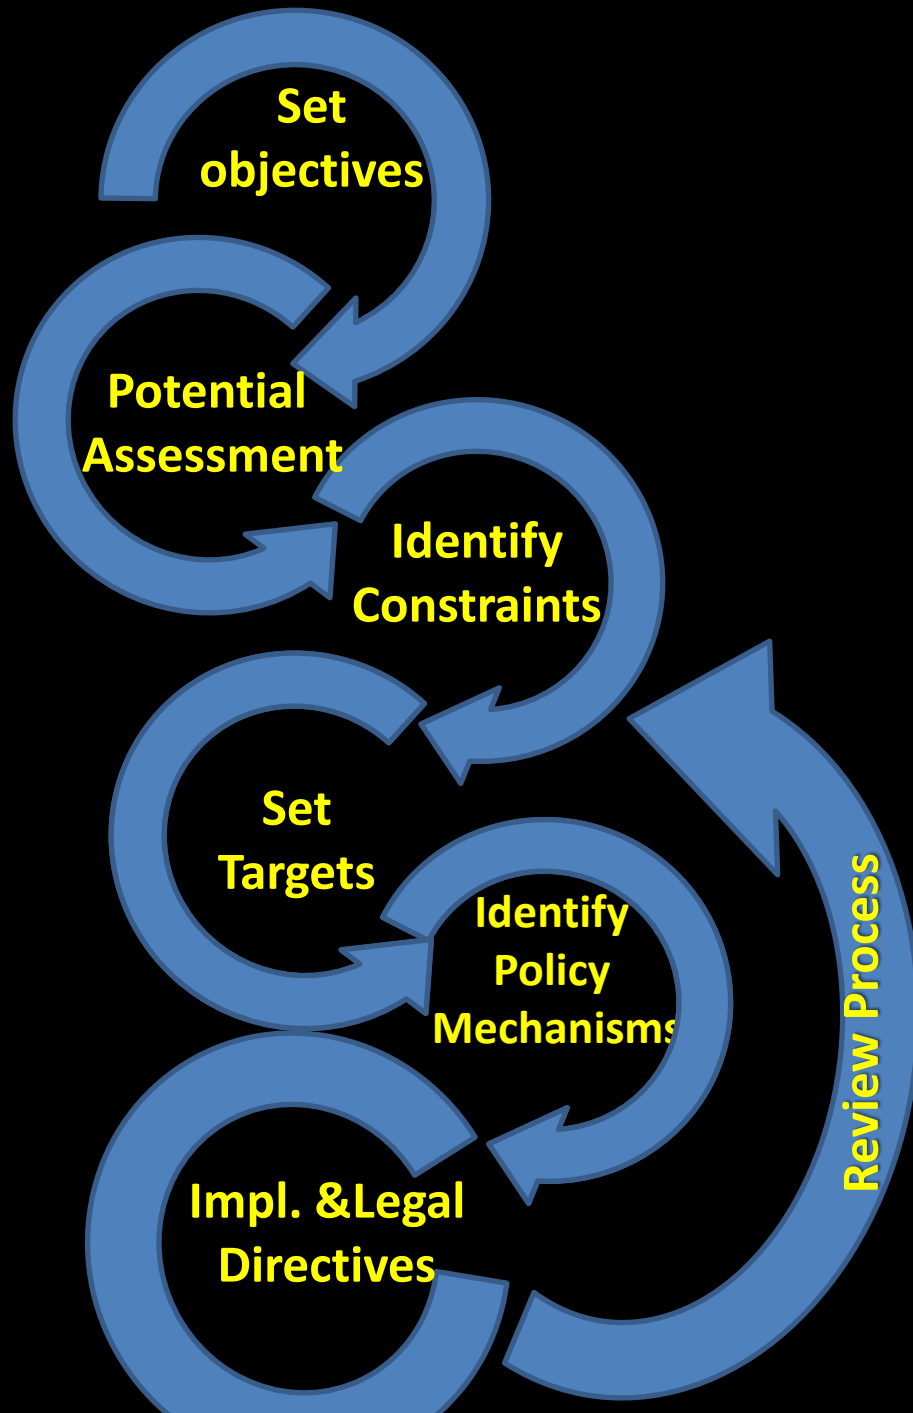 Set
objectives
Potential
Assessment
Identify
Constraints
Set
Targets
Identify
Policy
Mechanisms
Review Process
Impl. &Legal
Directives